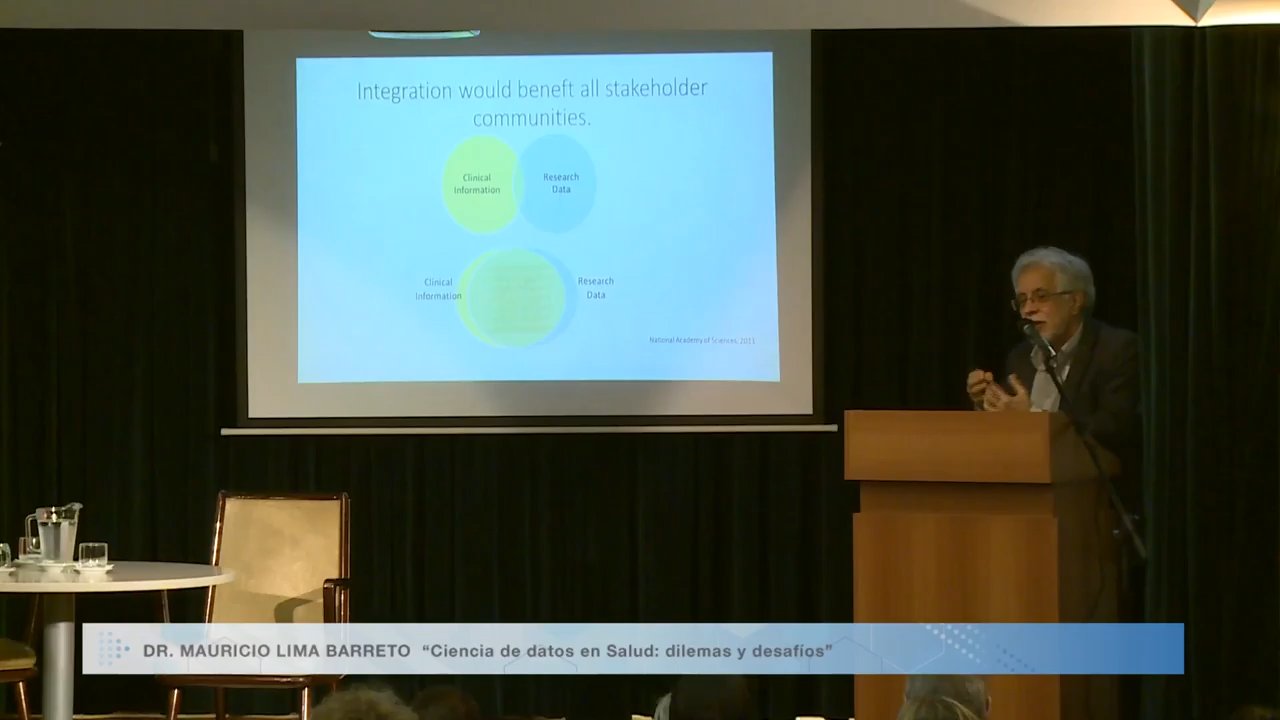 Integration would beneft all stakeholder
communities.
Clinical
Information
Research
Data
Clinical
Information
Research
Data
National Academy of Sciences, 2011
DR. MAURICIO LIMA BARRETO “Ciencia de datos en Salud: dilemas y desafíos”